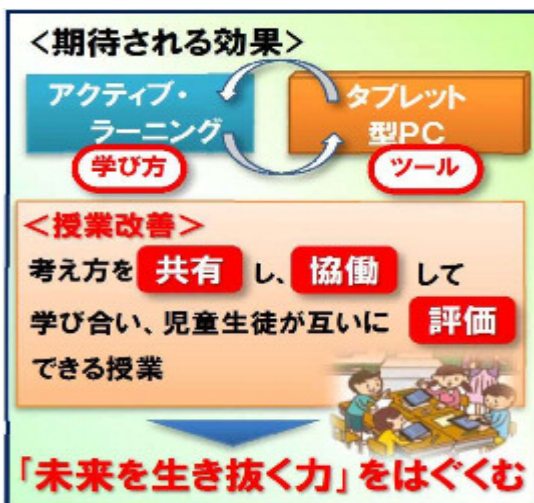 ＜期待される効果＞
アクティブ・
ラーニング
学び方
タブレット
型PC
ツール
＜授業改善＞
考え方を 共有 し、協働 して
学び合い、児童生徒が互いに 評価
できる授業
「未来を生き抜く力」をはぐくむ